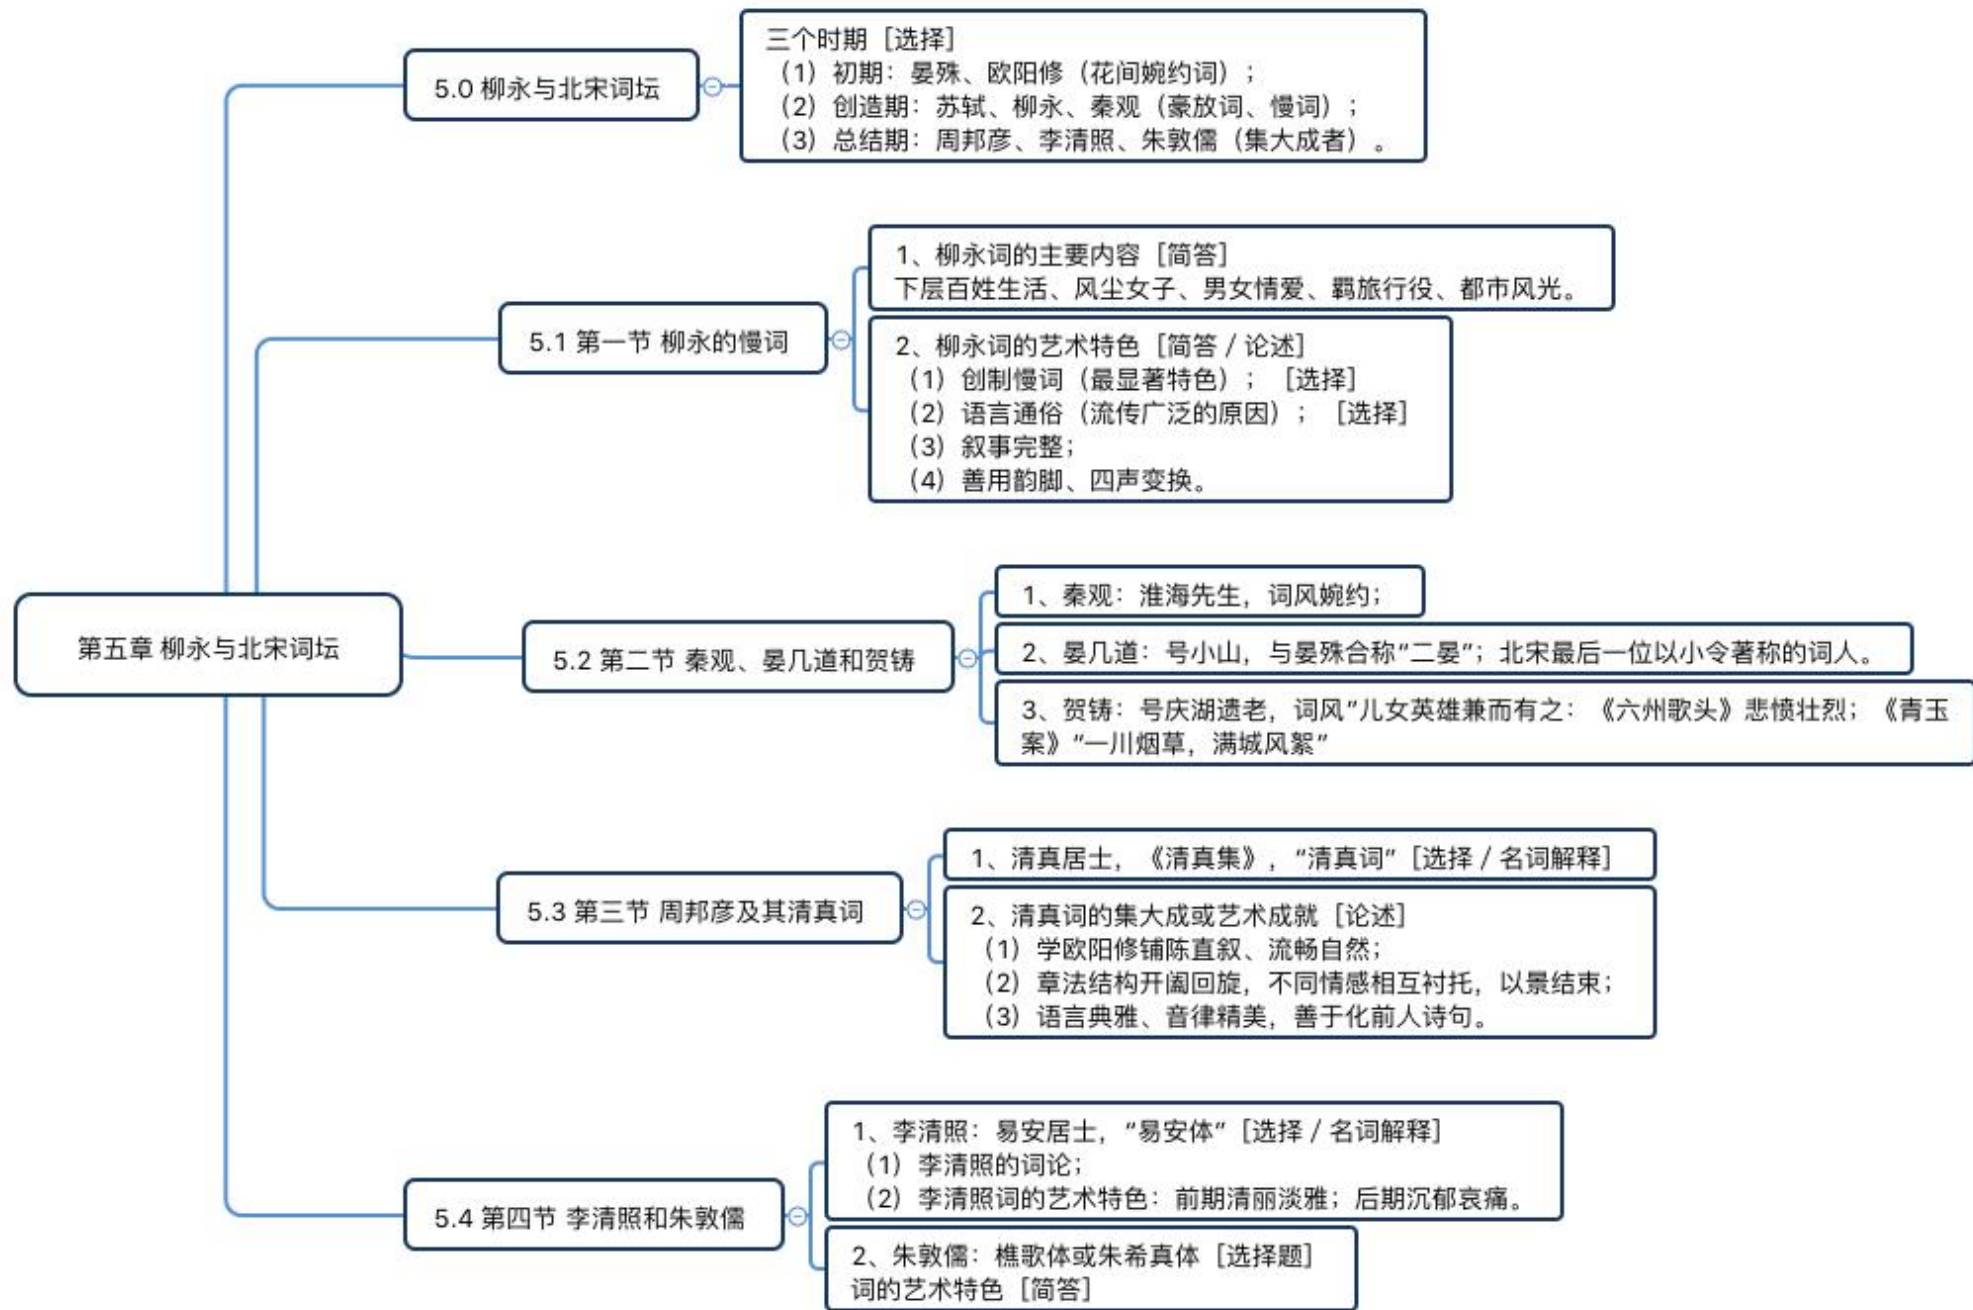 第五章 柳永与北宋词坛
5.0 柳永与北宋词坛
三个时期［选择］
（1）初期：晏殊、欧阳修（花间婉约词）；
（2）创造期：苏轼、柳永、秦观（豪放词、慢词）；
（3）总结期：周邦彦、李清照、朱敦儒（集大成者）。
5.1 第一节 柳永的慢词
1、柳永词的主要内容［简答］
下层百姓生活、风尘女子、男女情爱、羁旅行役、都市风光。
2、柳永词的艺术特色［简答 / 论述］
（1）创制慢词（最显著特色）；［选择］
（2）语言通俗（流传广泛的原因）；［选择］
（3）叙事完整；
（4）善用韵脚、四声变换。
5.2 第二节 秦观、晏几道和贺铸
1、秦观：淮海先生，词风婉约；
2、晏几道：号小山，与晏殊合称"二晏"；北宋最后一位以小令著称的词人。
3、贺铸：号庆湖遗老，词风"儿女英雄兼而有之：《六州歌头》悲愤壮烈；《青玉
案》"一川烟草，满城风絮"
5.3 第三节 周邦彦及其清真词
1、清真居士，《清真集》，"清真词"［选择 / 名词解释］
2、清真词的集大成或艺术成就［论述］
（1）学欧阳修铺陈直叙、流畅自然；
（2）章法结构开阖回旋，不同情感相互衬托，以景结束；
（3）语言典雅、音律精美，善于化前人诗句。
5.4 第四节 李清照和朱敦儒
1、李清照：易安居士，"易安体"［选择 / 名词解释］
（1）李清照的词论；
（2）李清照词的艺术特色：前期清丽淡雅；后期沉郁哀痛。
2、朱敦儒：樵歌体或朱希真体［选择题］
词的艺术特色［简答］